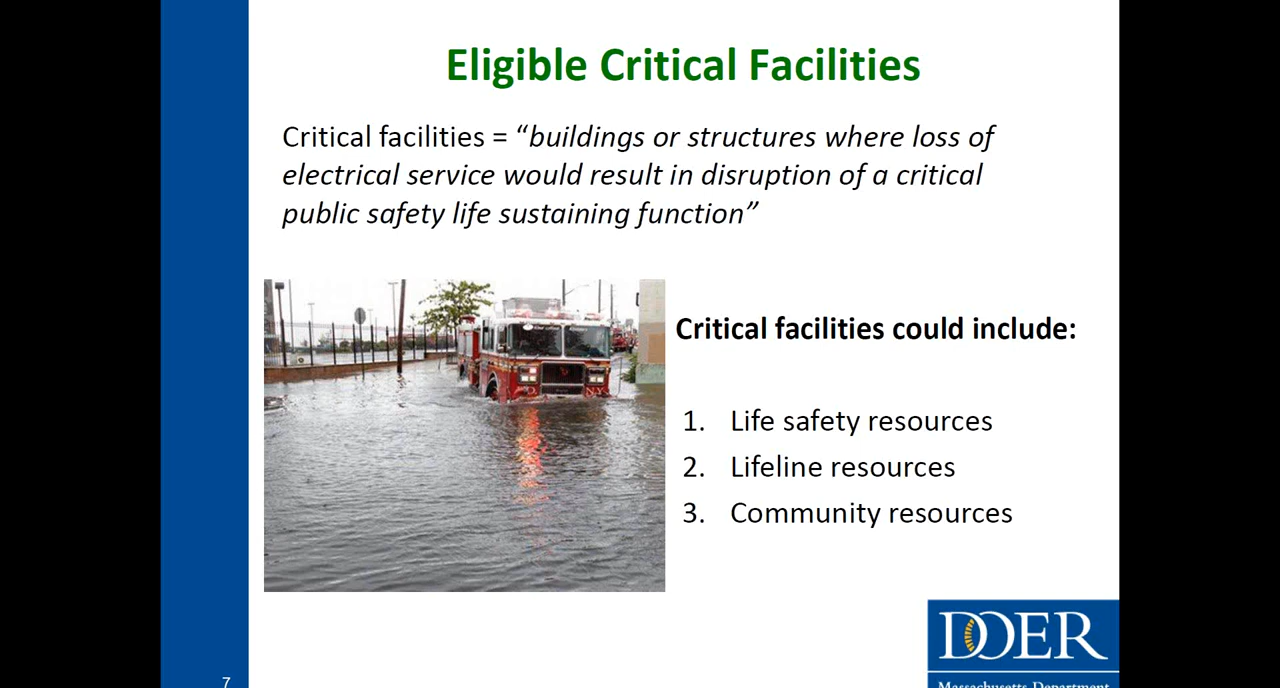 Eligible Critical Facilities
Critical facilities = “buildings or structures where loss of
electrical service would result in disruption of a critical
public safety life sustaining function”
Critical facilities could include:
1. Life safety resources
2. Lifeline resources
3. Community resources
DOER
Massachusetts Department
7